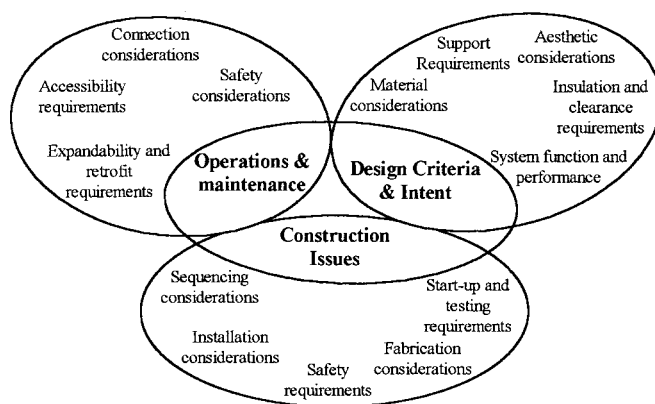 Connection
considerations
Accessibility
requirements
Safety
considerations
Expandability and
retrofit
requirements
Operations &
maintenance
Support
Requirements
Aesthetic
considerations
Material
considerations
Insulation and
clearance
requirements
System function and
performance
Design Criteria
& Intent
Construction
Issues
Sequencing
considerations
Start-up and
testing
requirements
Installation
considerations
Fabrication
considerations
Safety
requirements